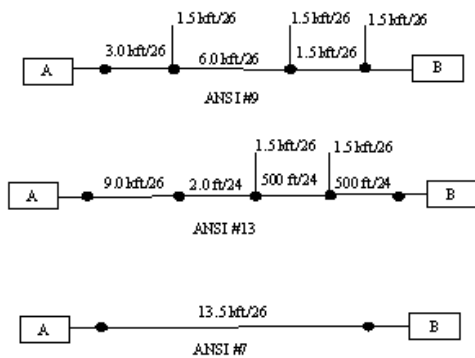 1.5 kft/26 1.5 kft/26 1.5 kft/26
3.0 kft/26 6.0 kft/26 1.5 kft/26
A B
ANSI #9
1.5 kft/26 1.5 kft/26
9.0 kft/26 2.0 ft/24 500 ft/24 500 ft/24
A B
ANSI #13
13.5 kft/26
A B
ANSI #7